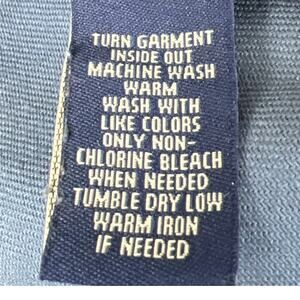 TURN GARMENT
INSIDE OUT
MACHINE WASH
WARM
WASH WITH
LIKE COLORS
ONLY NON-
CHLORINE BLEACH
WHEN NEEDED
TUMBLE DRY LOW
WARM IRON
IF NEEDED